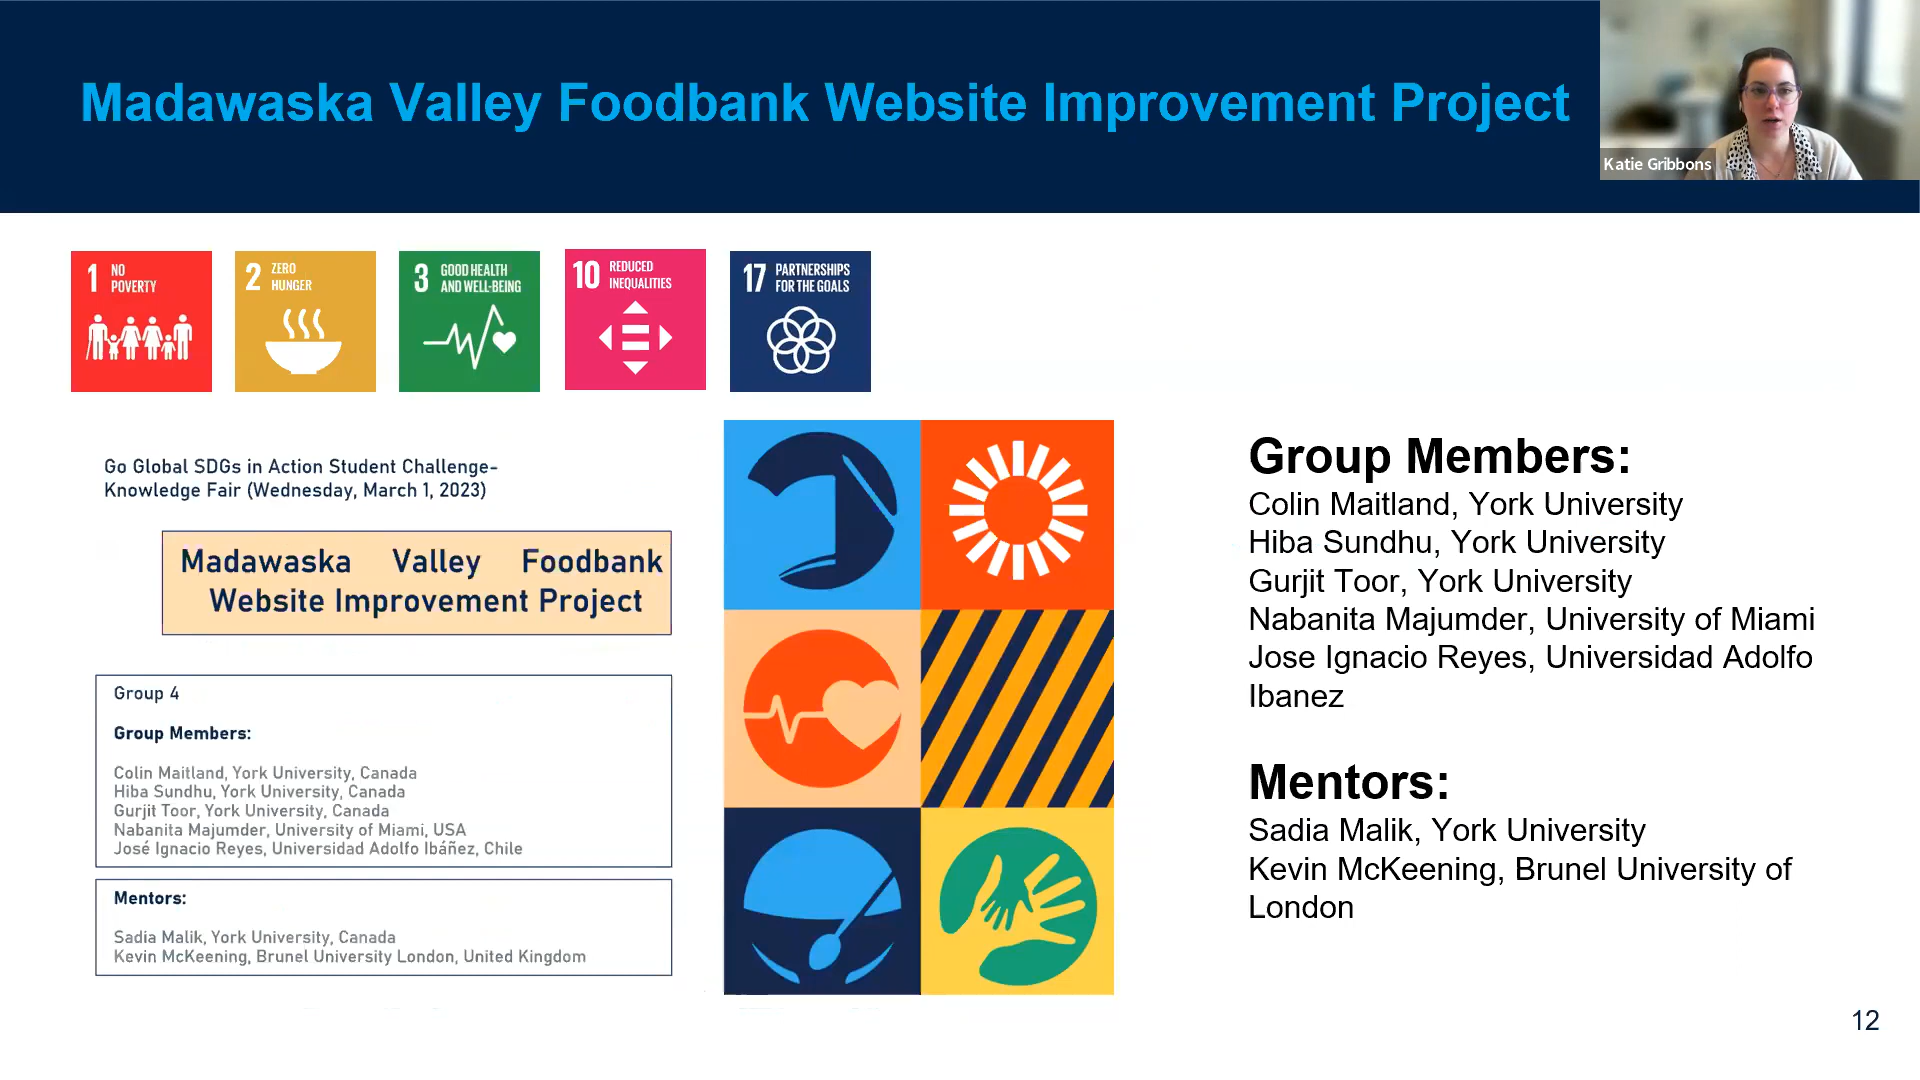 Madawaska Valley Foodbank Website Improvement Project
Katie Gribbons
1 NO
POVERTY
2 ZERO
HUNGER
3 GOOD HEALTH
AND WELL-BEING
10 REDUCED
INEQUALITIES
17 PARTNERSHIPS
FOR THE GOALS
Go Global SDGs in Action Student Challenge-
Knowledge Fair (Wednesday, March 1, 2023)
Madawaska Valley Foodbank
Website Improvement Project
Group 4
Group Members:
Colin Maitland, York University, Canada
Hiba Sundhu, York University, Canada
Gurjit Toor, York University, Canada
Nabanita Majumder, University of Miami, USA
José Ignacio Reyes, Universidad Adolfo Ibáñez, Chile
Mentors:
Sadia Malik, York University, Canada
Kevin McKeening, Brunel University London, United Kingdom
Group Members:
Colin Maitland, York University
Hiba Sundhu, York University
Gurjit Toor, York University
Nabanita Majumder, University of Miami
Jose Ignacio Reyes, Universidad Adolfo
Ibanez
Mentors:
Sadia Malik, York University
Kevin McKeening, Brunel University of
London
12